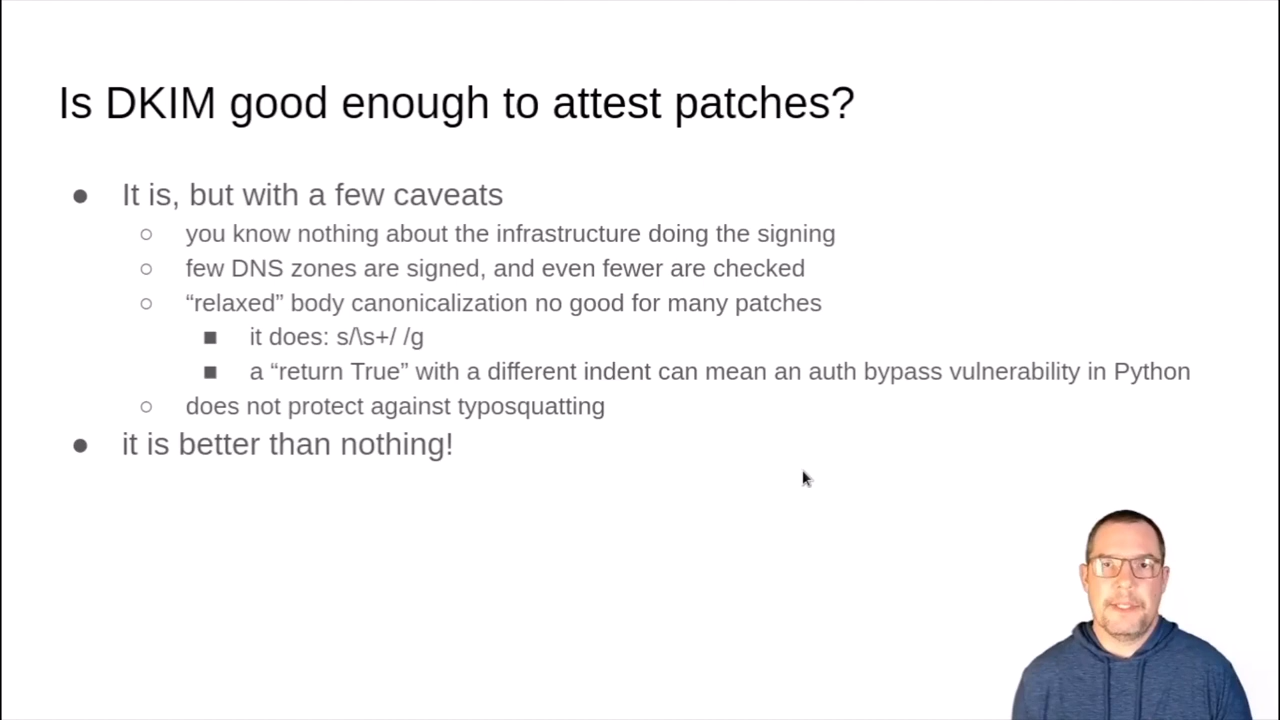 Is DKIM good enough to attest patches?
● It is, but with a few caveats
○ you know nothing about the infrastructure doing the signing
○ few DNS zones are signed, and even fewer are checked
○ “relaxed” body canonicalization no good for many patches
■ it does: s/\s+/ /g
■ a “return True” with a different indent can mean an auth bypass vulnerability in Python
○ does not protect against typosquatting
● it is better than nothing!